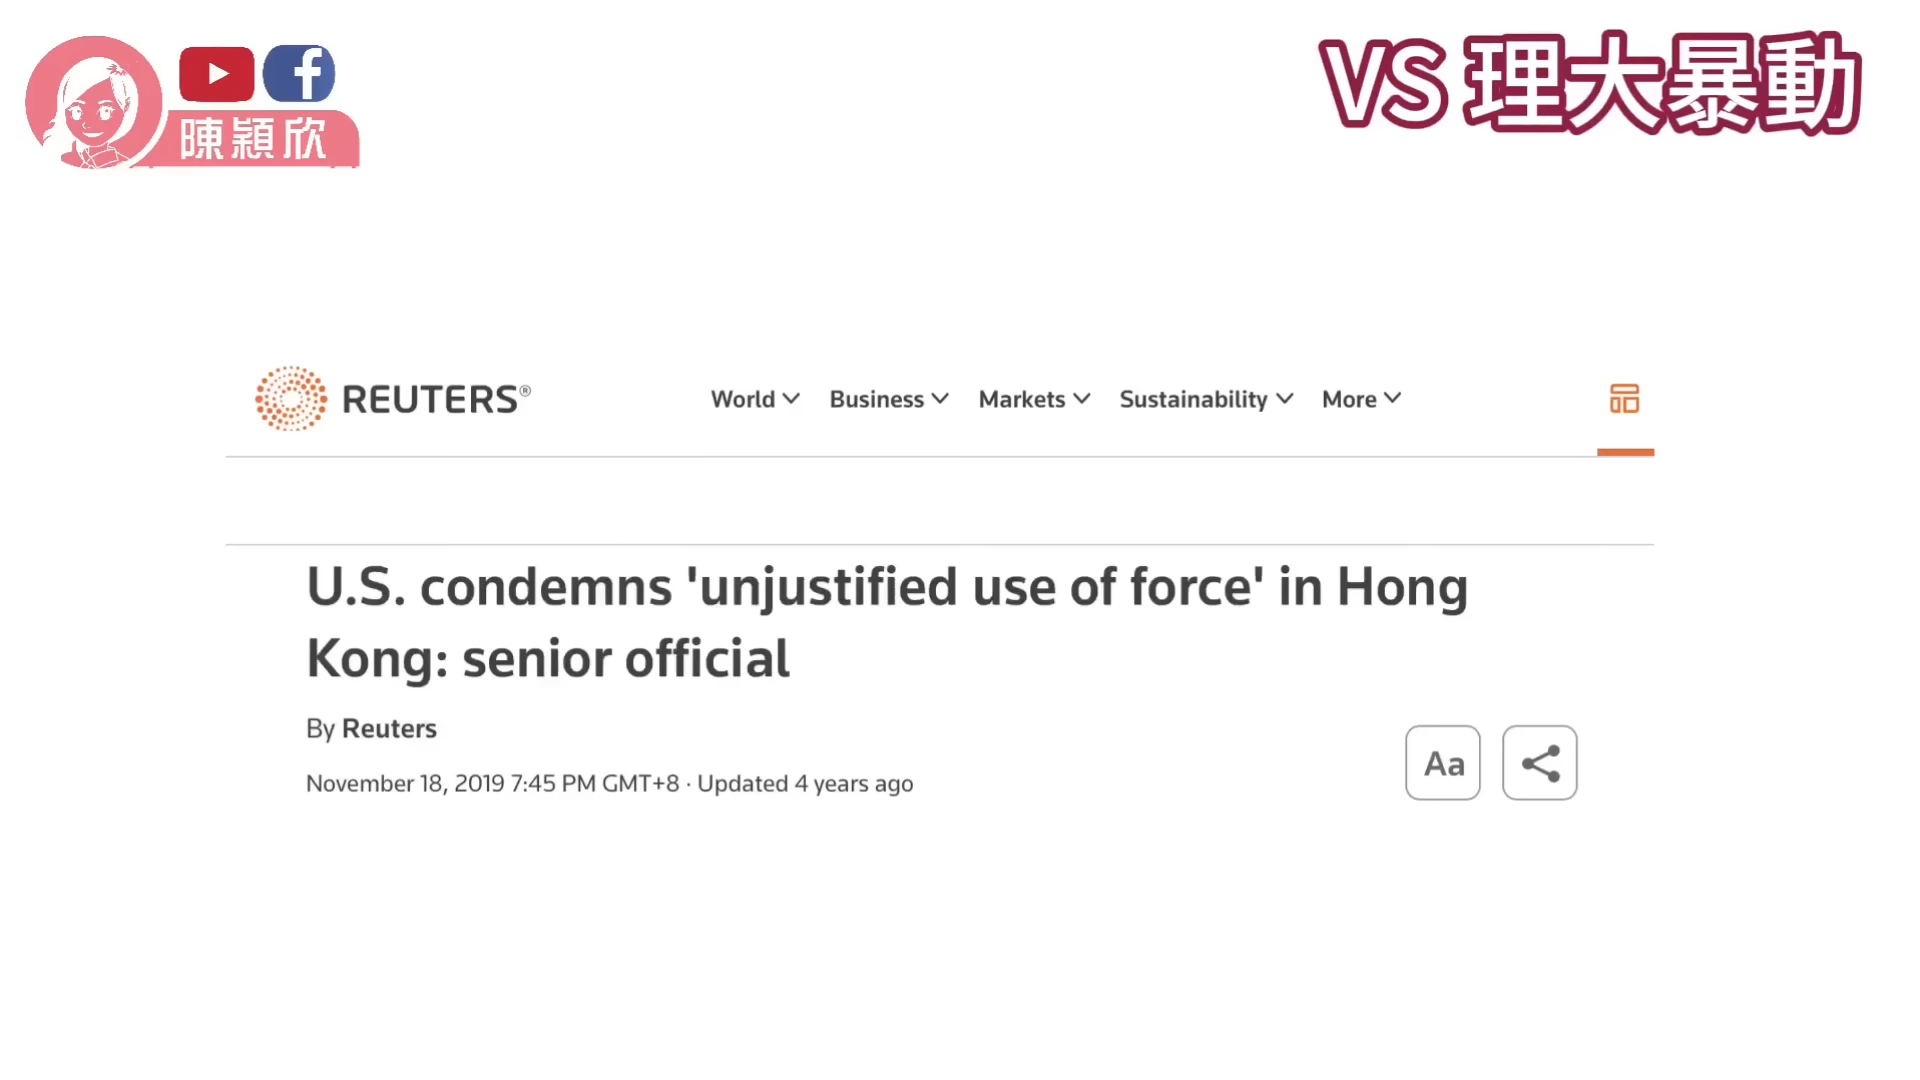 陳穎欣
VS 理大暴動
REUTERS®
World Business Markets Sustainability More
U.S. condemns 'unjustified use of force' in Hong
Kong: senior official
By Reuters
November 18, 2019 7:45 PM GMT+8 · Updated 4 years ago
Aa